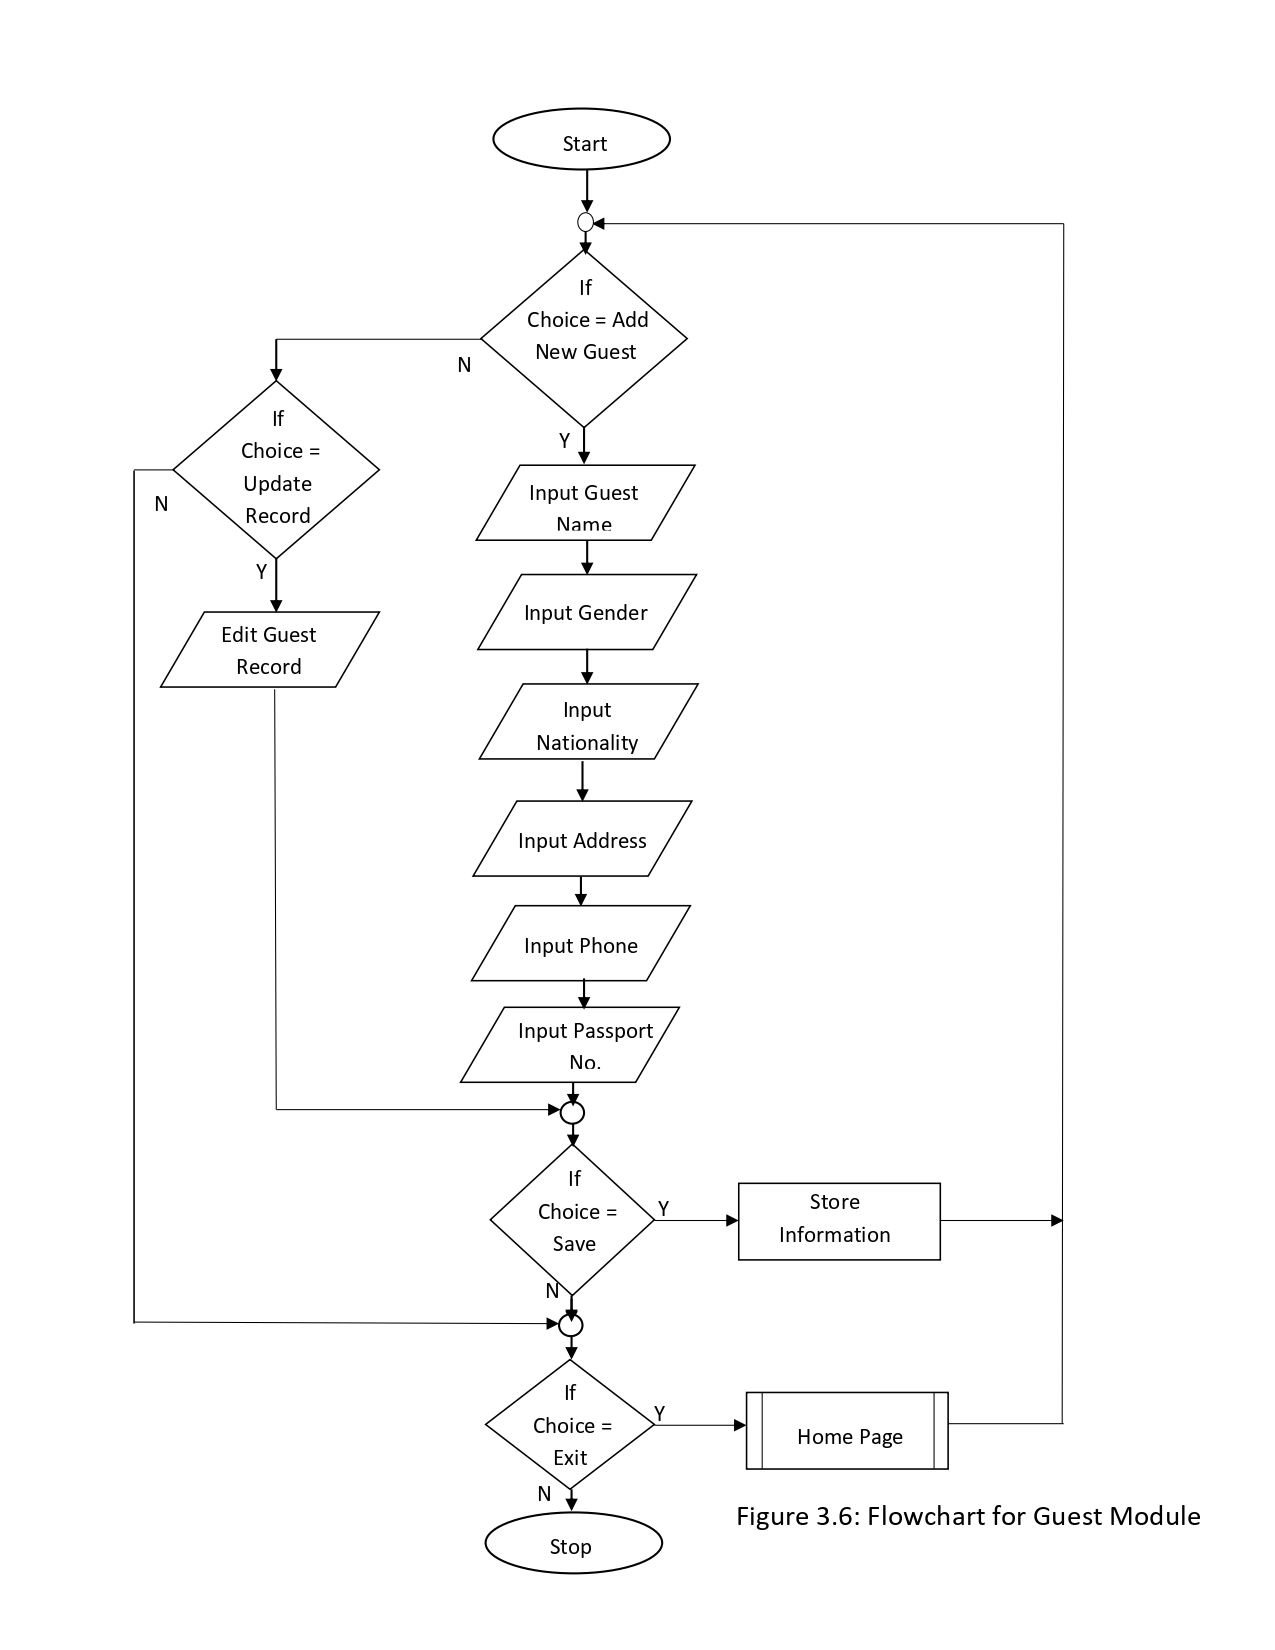 Start
If
Choice = Add
New Guest
N
Y
If
Choice =
Update
Record
N
Y
Edit Guest
Record
Input Guest
Name
Input Gender
Input
Nationality
Input Address
Input Phone
Input Passport
No.
If
Choice =
Save
Y
N
Store
Information
If
Choice =
Exit
Y
N
Home Page
Stop
Figure 3.6: Flowchart for Guest Module